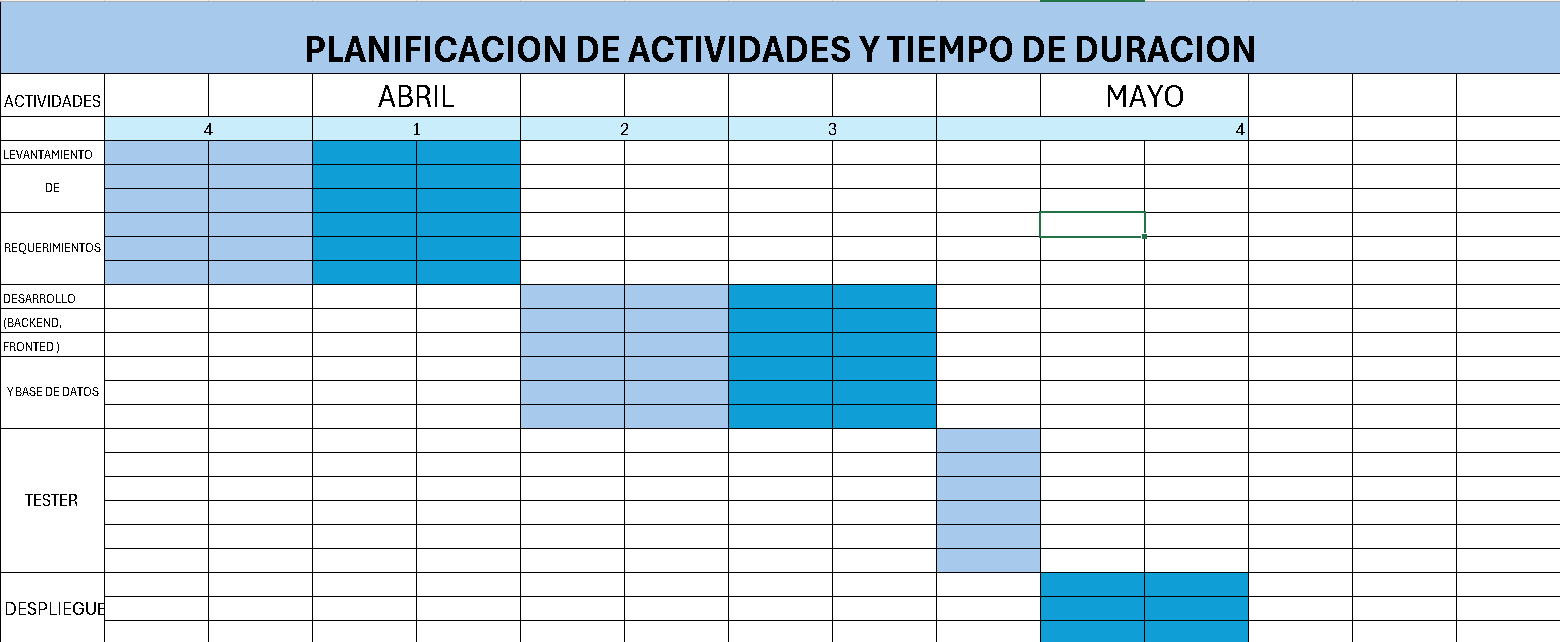 PLANIFICACION DE ACTIVIDADES Y TIEMPO DE DURACION
ACTIVIDADES ABRIL MAYO
4 1 2 3 4
LEVANTAMIENTO
DE
REQUERIMIENTOS
DESARROLLO
(BACKEND,
FRONTED )
Y BASE DE DATOS
TESTER
DESPLIEGUE